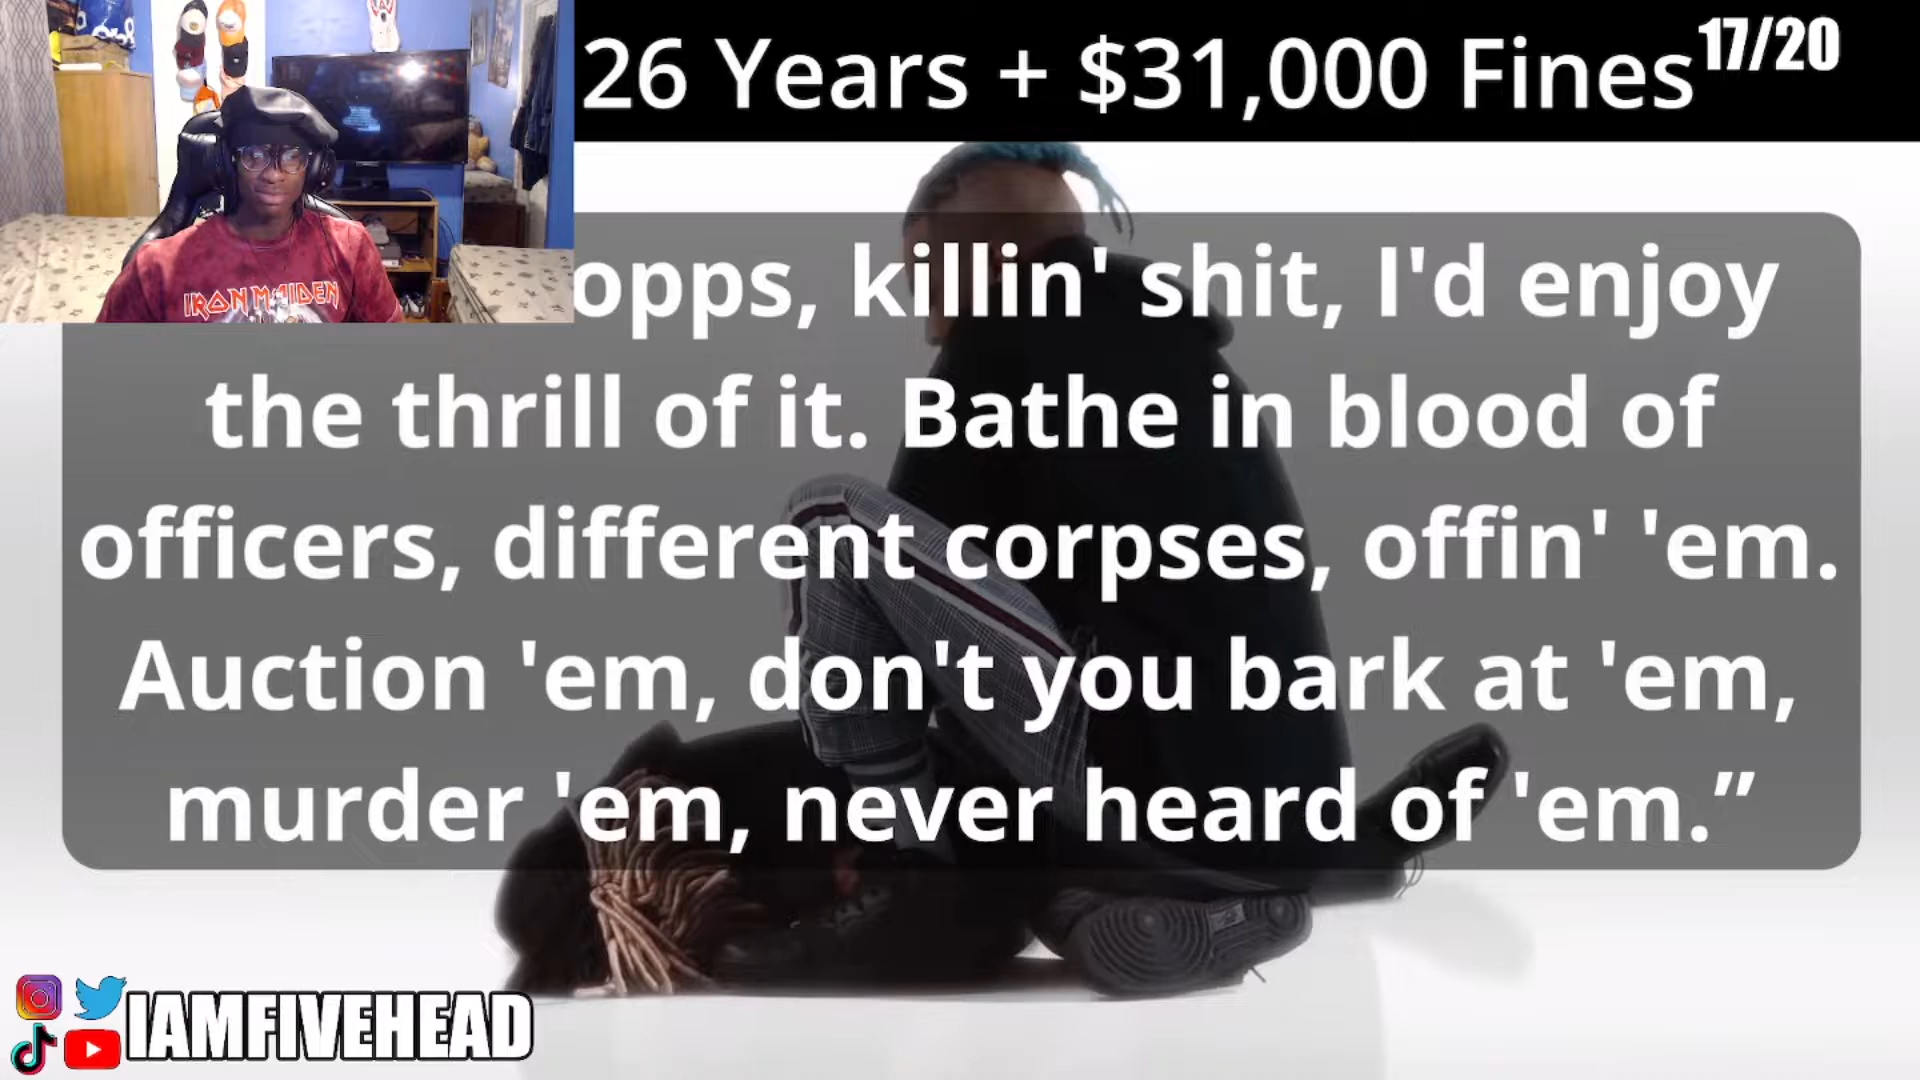 26 Years + $31,000 Fines
17/20
opps, killin' shit, I'd enjoy
the thrill of it. Bathe in blood of
officers, different corpses, offin' 'em.
Auction 'em, don't you bark at 'em,
murder 'em, never heard of 'em.”
IRON MAIDEN
IAMFIVEHEAD